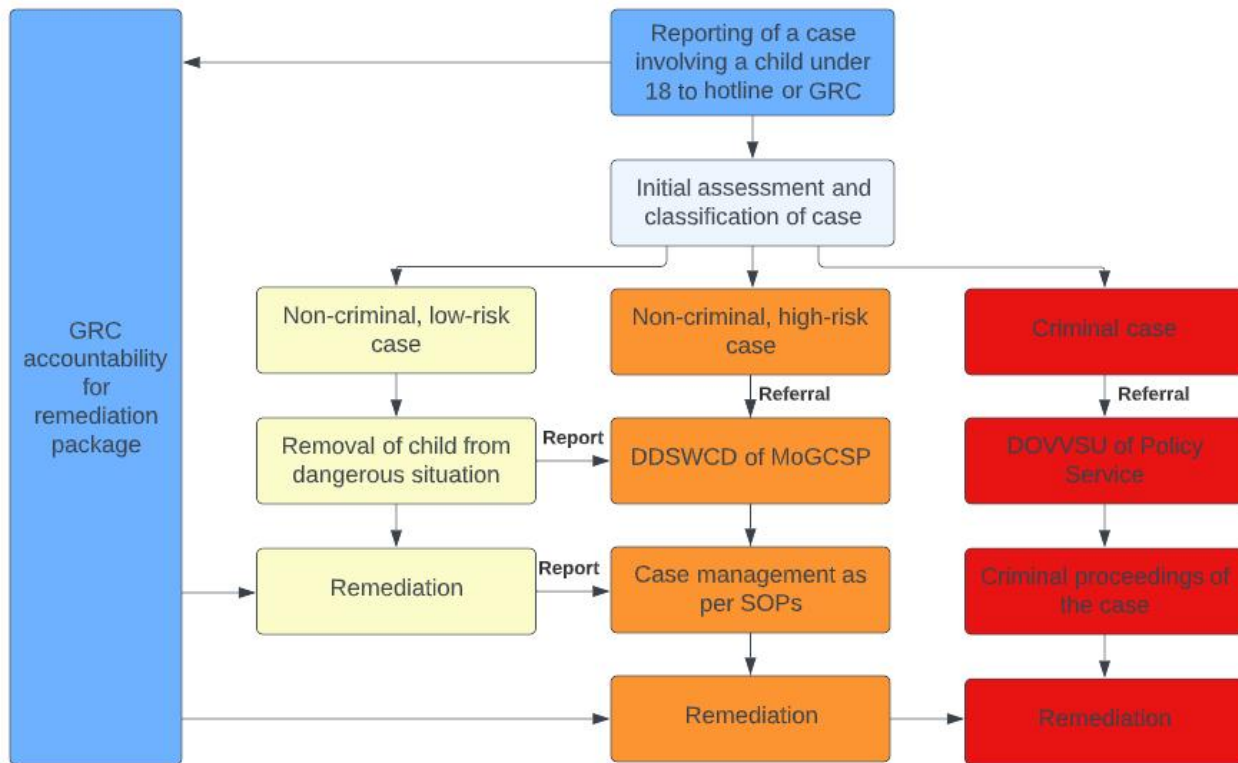 Reporting of a case
involving a child under
18 to hotline or GRC
Initial assessment and
classification of case
GRC
accountability
for
remediation
package
Non-criminal, low-risk
case
Non-criminal, high-risk
case
Criminal case
Referral
Referral
Removal of child from
dangerous situation
Report
DDSWCD of MoGCSP
DOVVSU of Policy
Service
Remediation
Report
Case management as
per SOPs
Criminal proceedings of
the case
Remediation
Remediation